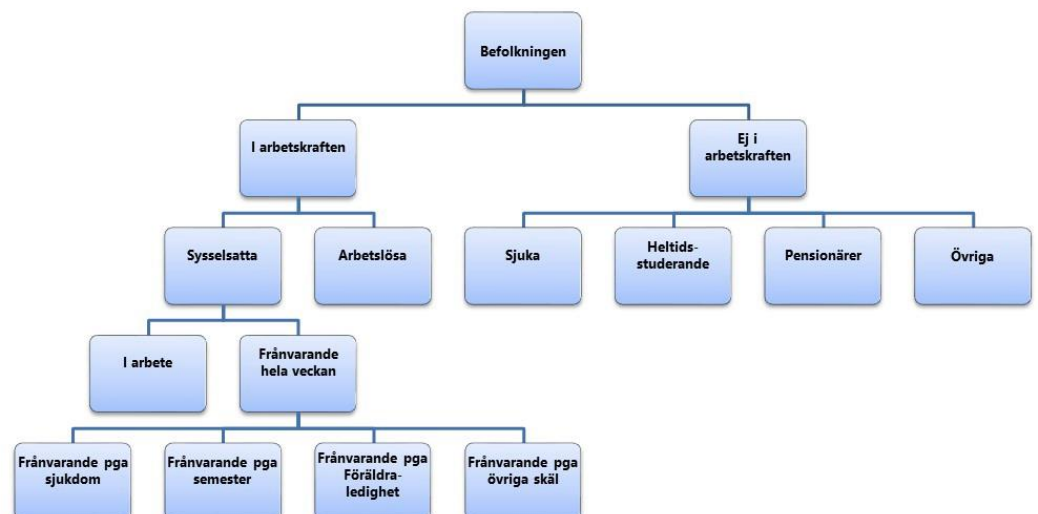 Befolkningen
I arbetskraften
Ej i
arbetskraften
Sysselsatta
Arbetslösa
Sjuka
Heltids-
studerande
Pensionärer
Övriga
I arbete
Frånvarande
hela veckan
Frånvarande pga
sjukdom
Frånvarande pga
semester
Frånvarande pga
Föräldra-
ledighet
Frånvarande pga
övriga skäl